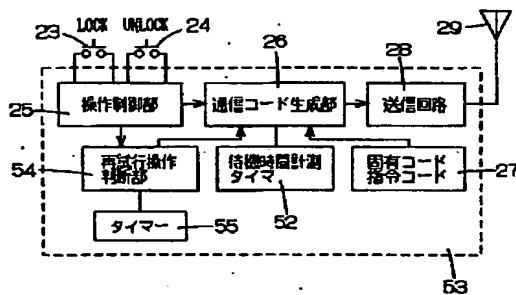 LOCK UNLOCK
23 24 26 28 29
操作制御部 通信コード生成部 送信回路
25
再試行操作 待機時間計測 固有コード
判断部 タイマ 指令コード
54 52 27
タイマー 55
53